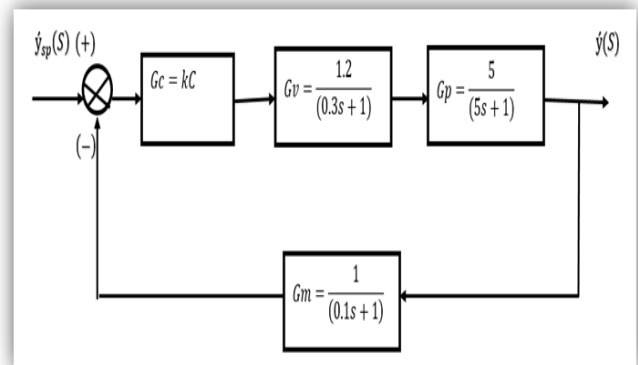 ý_sp(S) (+)
ý(S)
Gc = kC
Gv = 1.2 / (0.3s + 1)
Gp = 5 / (5s + 1)
(−)
Gm = 1 / (0.1s + 1)